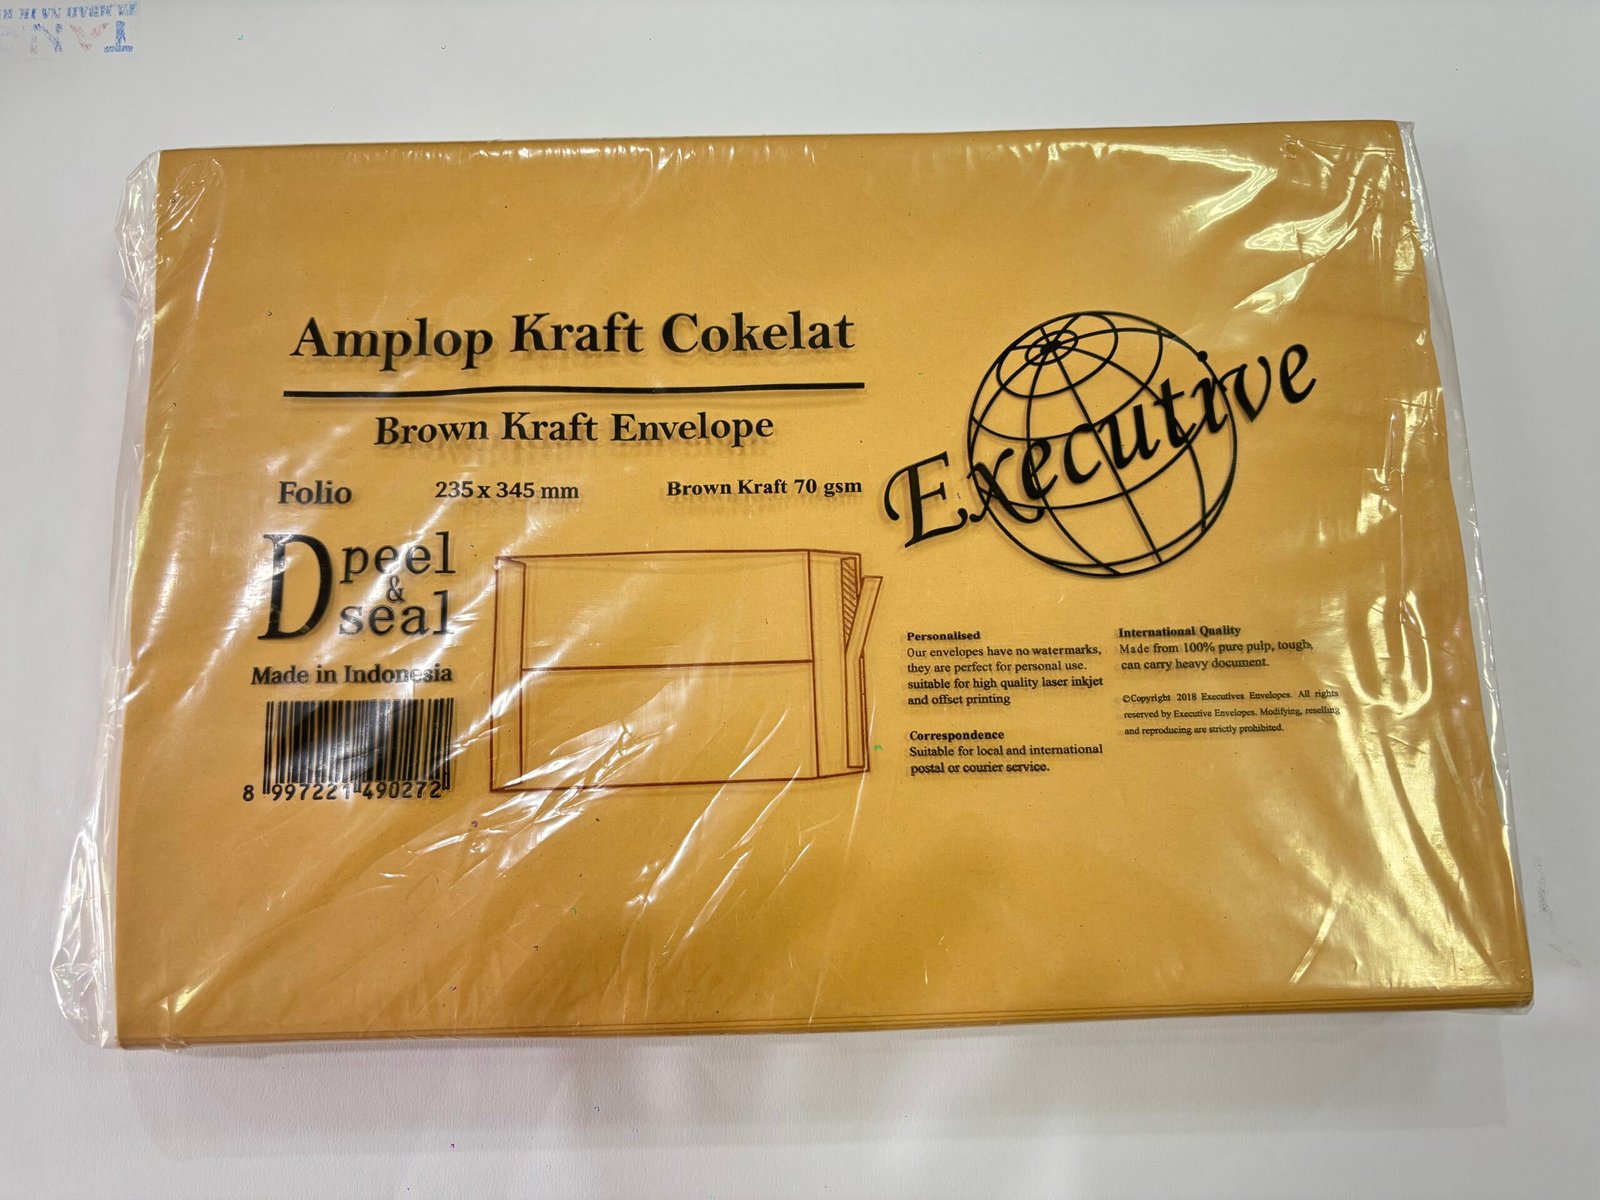 Amplop Kraft Cokelat
Brown Kraft Envelope
Folio 235 x 345 mm Brown Kraft 70 gsm
Executive
D peel
&
seal
Made in Indonesia
8 997221 490272
Personalised
Our envelopes have no watermarks,
they are perfect for personal use.
suitable for high quality laser inkjet
and offset printing
Correspondence
Suitable for local and international
postal or courier service.
International Quality
Made from 100% pure pulp, tough,
can carry heavy document.
©Copyright 2018 Executives Envelopes. All rights
reserved by Executive Envelopes. Modifying, reselling
and reproducing are strictly prohibited.